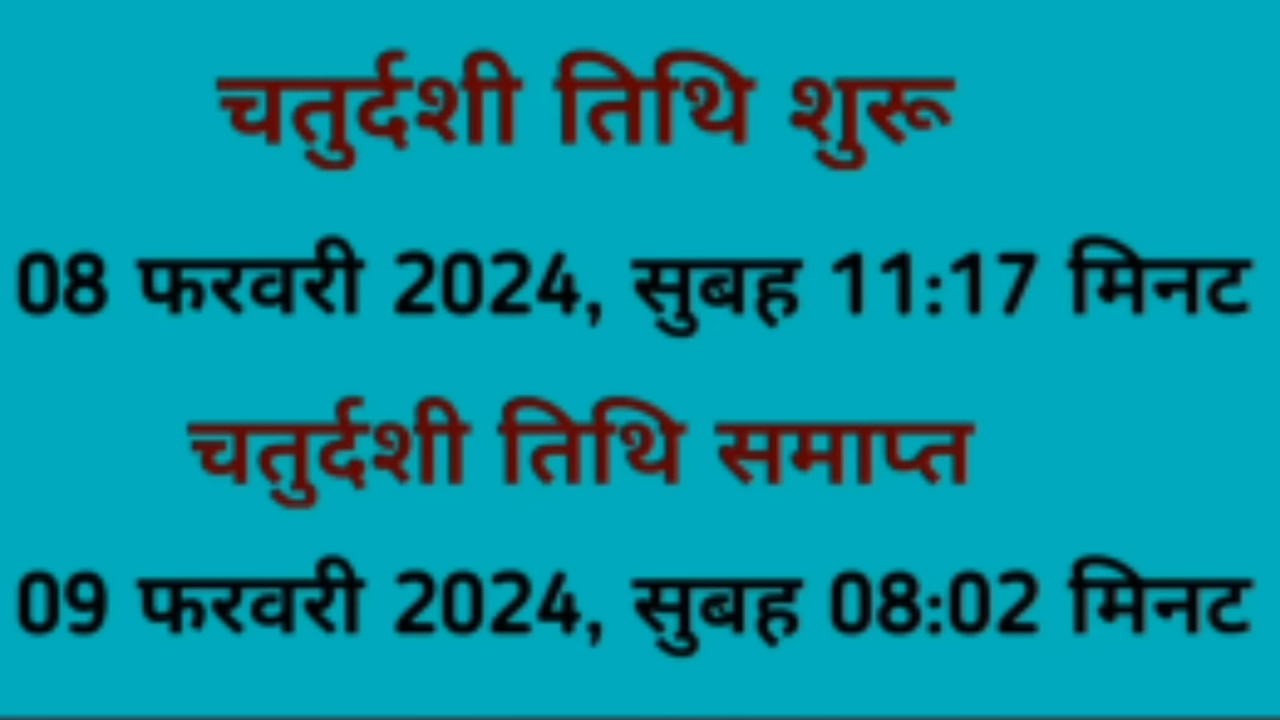 चतुर्दशी तिथि शुरू
08 फरवरी 2024, सुबह 11:17 मिनट
चतुर्दशी तिथि समाप्त
09 फरवरी 2024, सुबह 08:02 मिनट